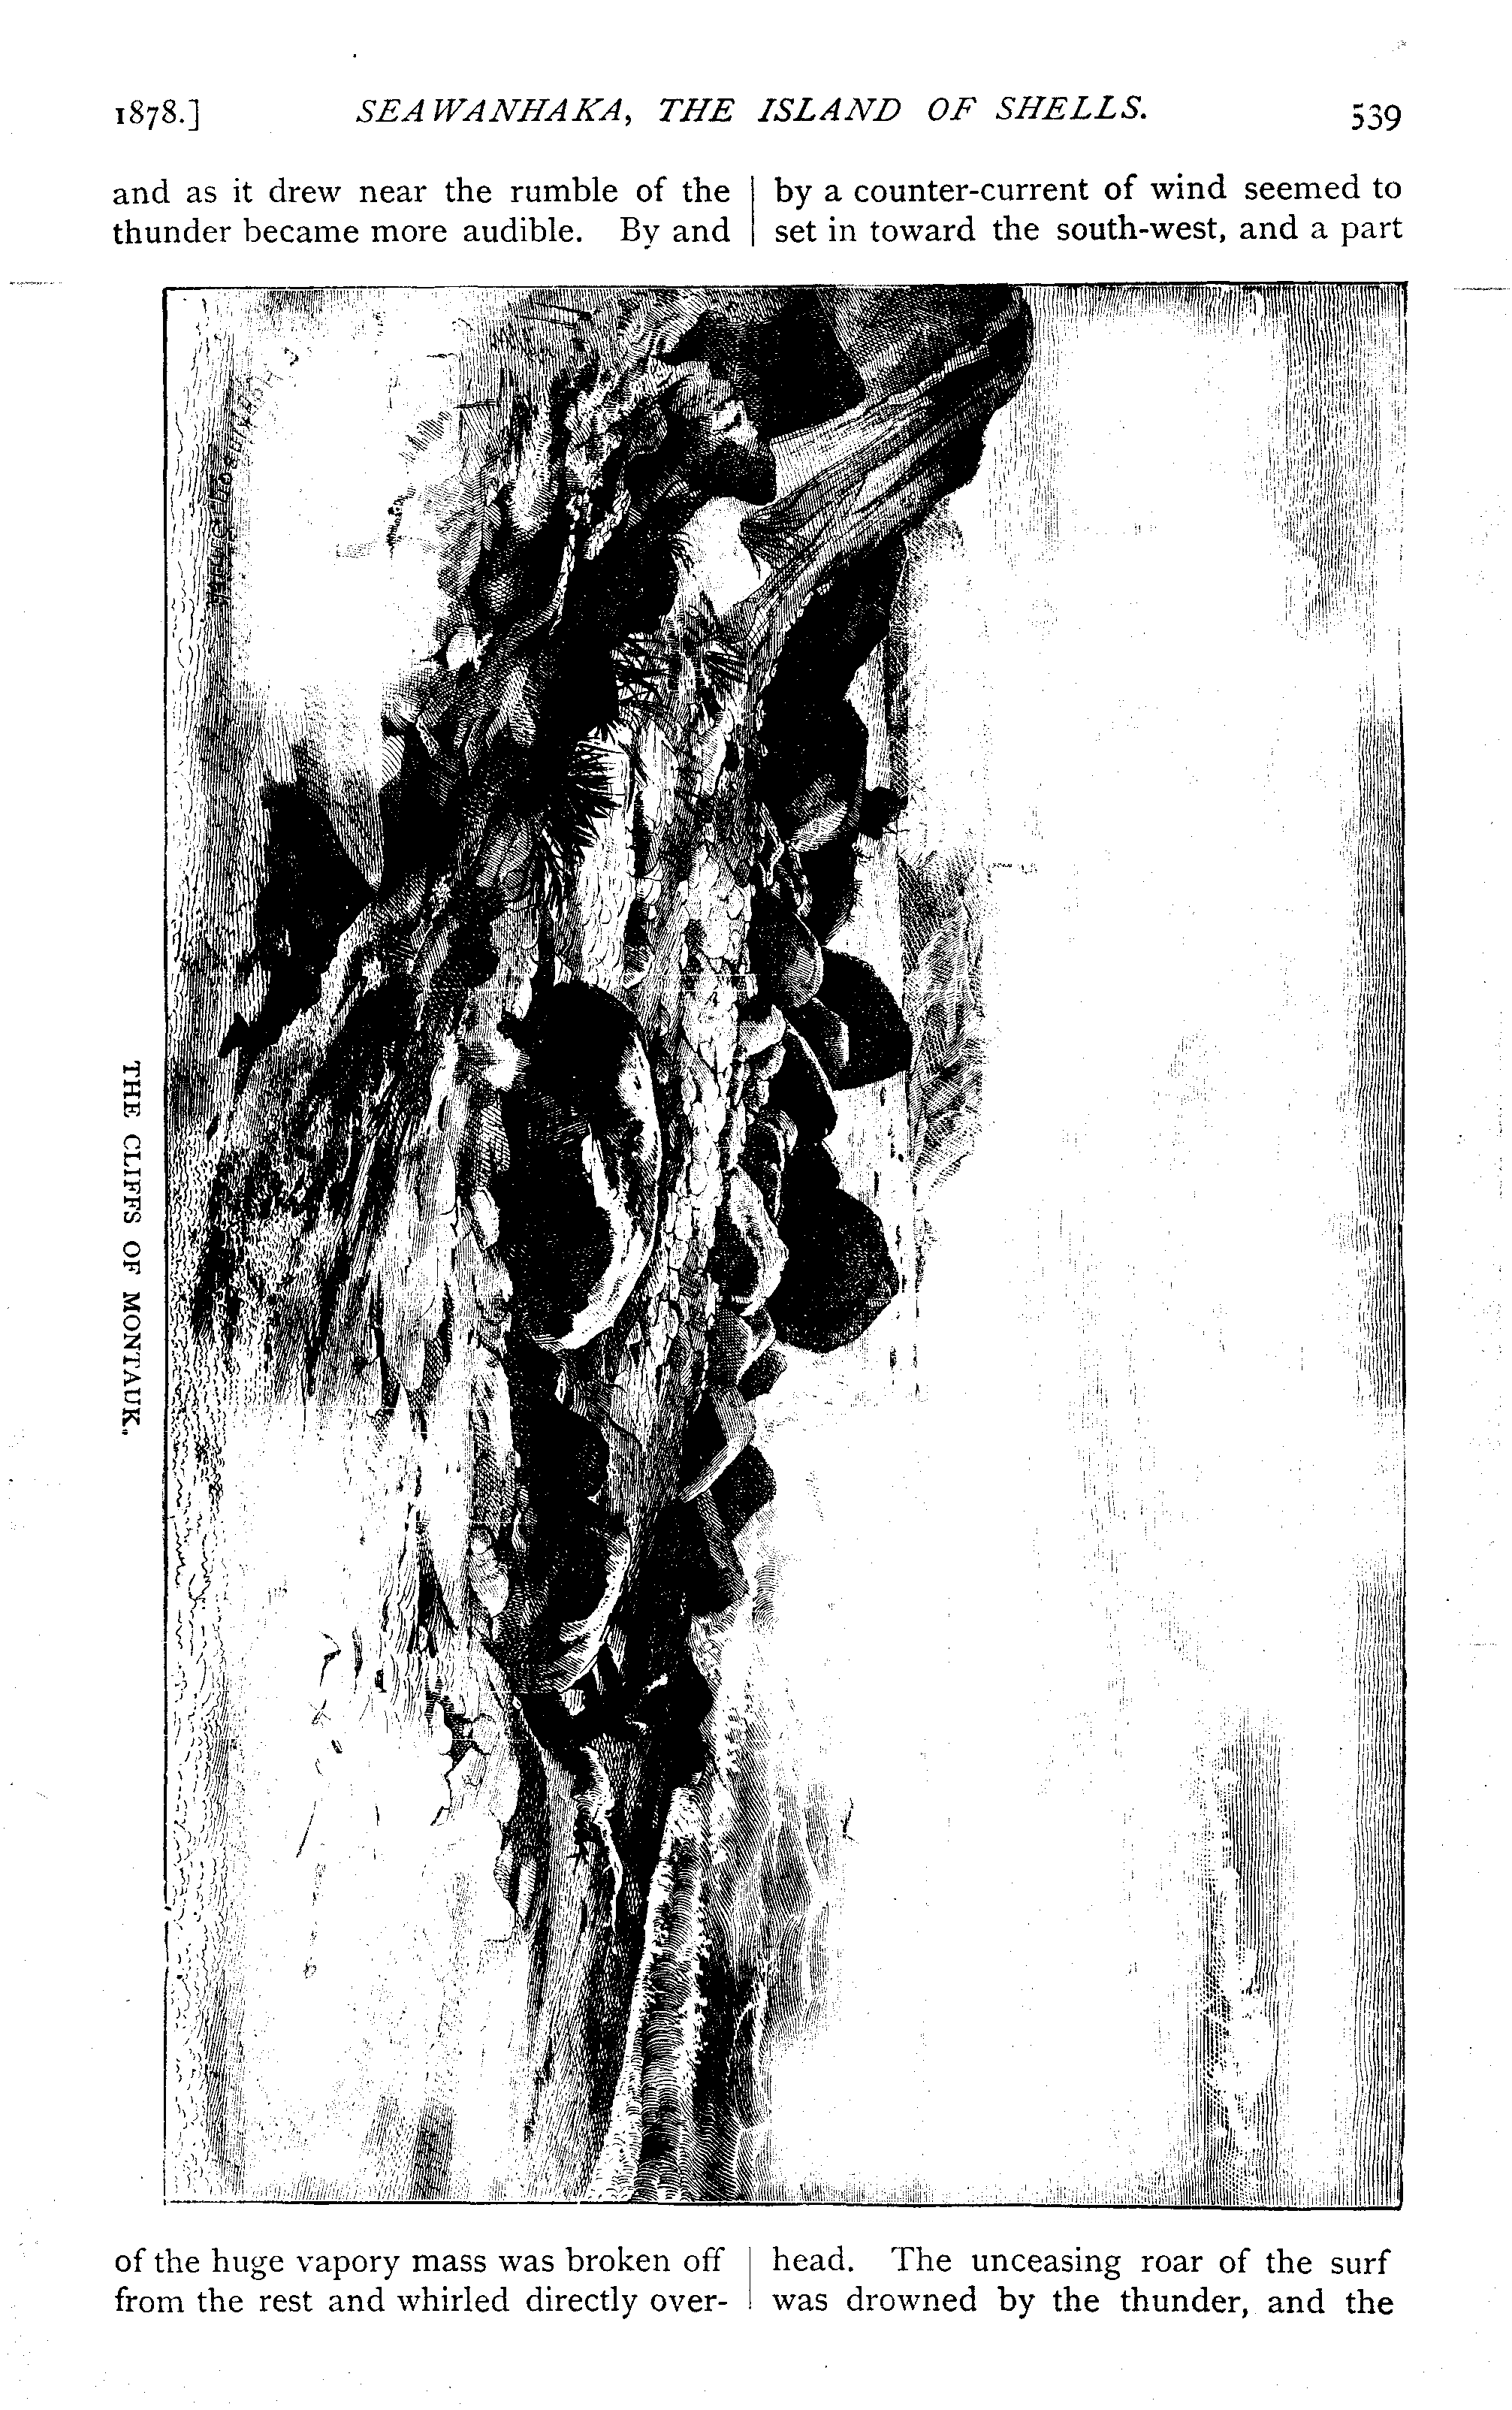 1878.] SEAWANHAKA, THE ISLAND OF SHELLS. 539
and as it drew near the rumble of the
thunder became more audible. By and
of the huge vapory mass was broken off
from the rest and whirled directly over-
by a counter-current of wind seemed to
set in toward the south-west, and a part
head. The unceasing roar of the surf
was drowned by the thunder, and the
THE CLIFFS OF MONTAUK.